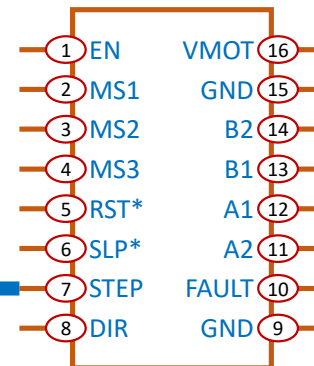 1 EN VMOT 16
2 MS1 GND 15
3 MS2 B2 14
4 MS3 B1 13
5 RST* A1 12
6 SLP* A2 11
7 STEP FAULT 10
8 DIR GND 9